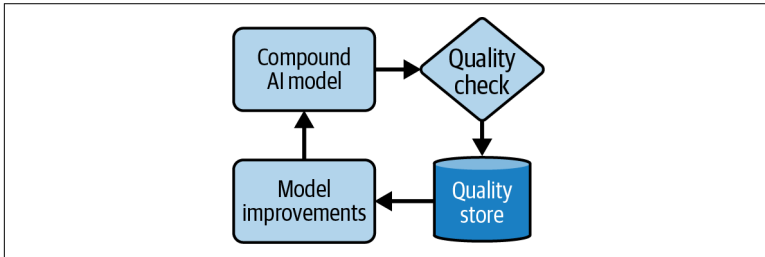 Compound
AI model
Quality
check
Model
improvements
Quality
store